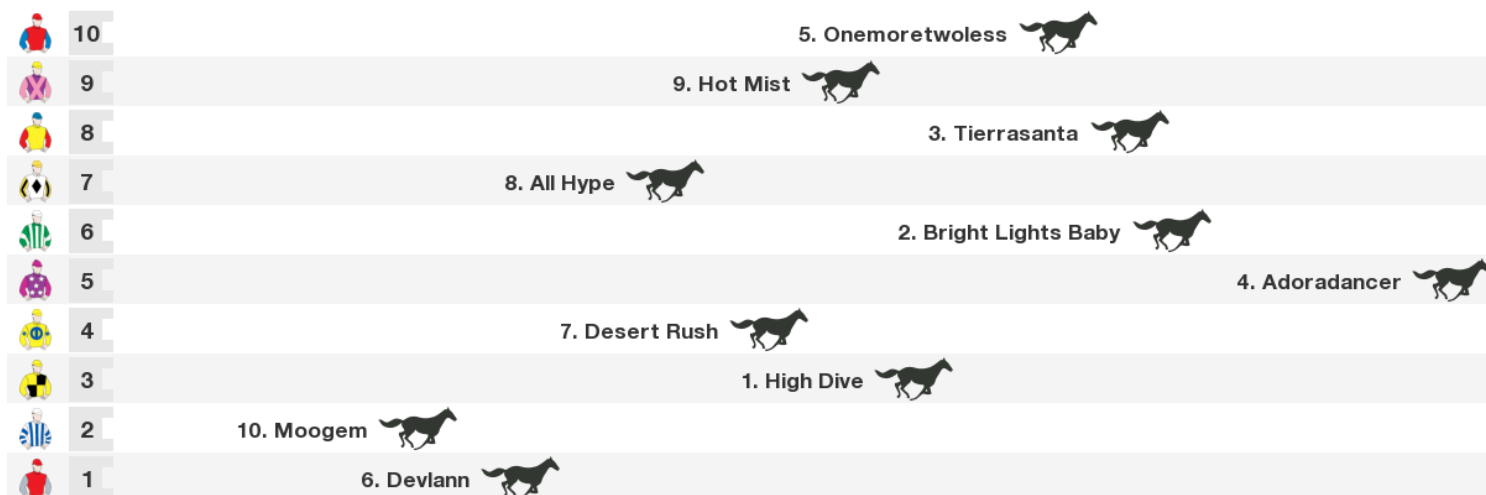 10 5. Onemoretwoless
9 9. Hot Mist
8 3. Tierrasanta
7 8. All Hype
6 2. Bright Lights Baby
5 4. Adoradancer
4 7. Desert Rush
3 1. High Dive
2 10. Moogem
1 6. Devlann